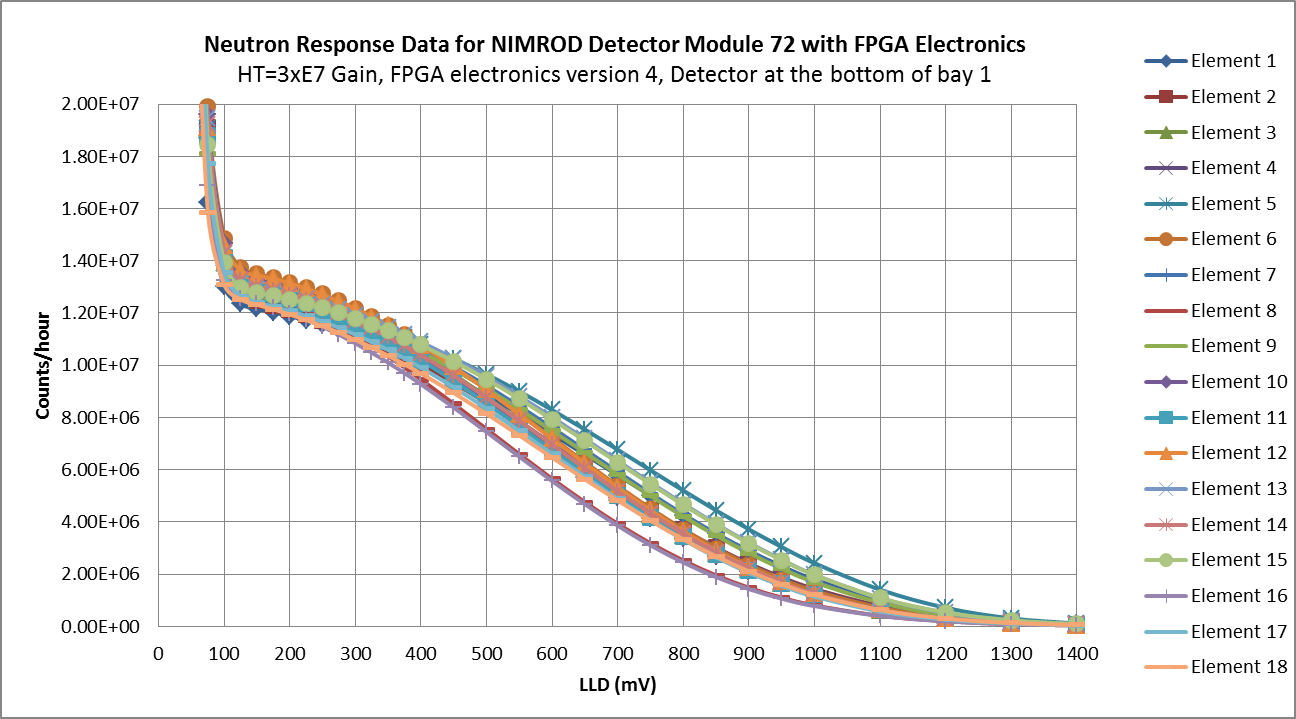 Neutron Response Data for NIMROD Detector Module 72 with FPGA Electronics
HT=3xE7 Gain, FPGA electronics version 4, Detector at the bottom of bay 1
Counts/hour
2.00E+07
1.80E+07
1.60E+07
1.40E+07
1.20E+07
1.00E+07
8.00E+06
6.00E+06
4.00E+06
2.00E+06
0.00E+00
0 100 200 300 400 500 600 700 800 900 1000 1100 1200 1300 1400
LLD (mV)
Element 1
Element 2
Element 3
Element 4
Element 5
Element 6
Element 7
Element 8
Element 9
Element 10
Element 11
Element 12
Element 13
Element 14
Element 15
Element 16
Element 17
Element 18